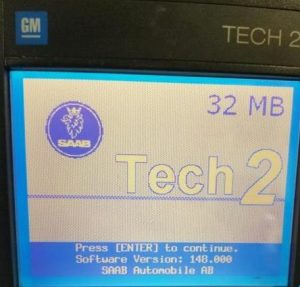 GM
TECH 2
32 MB
SAAB
Tech 2
Press [ENTER] to continue.
Software Version: 148.000
SAAB Automobile AB